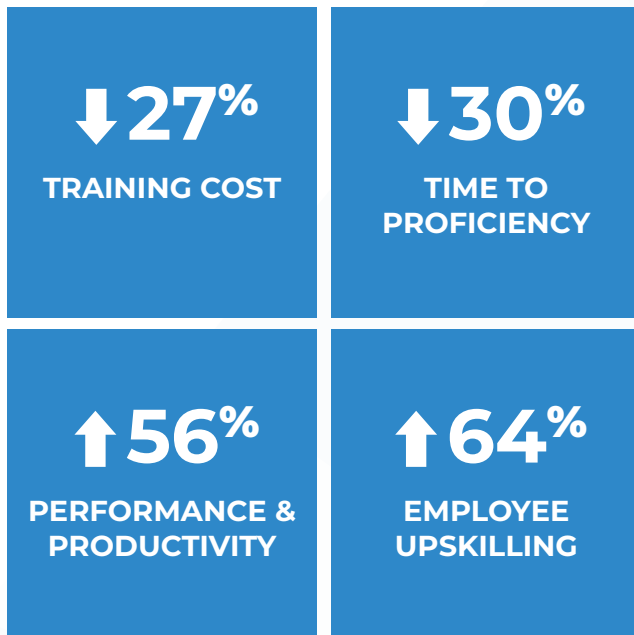 ⬇27%
TRAINING COST
⬇30%
TIME TO
PROFICIENCY
⬆56%
PERFORMANCE &
PRODUCTIVITY
⬆64%
EMPLOYEE
UPSKILLING